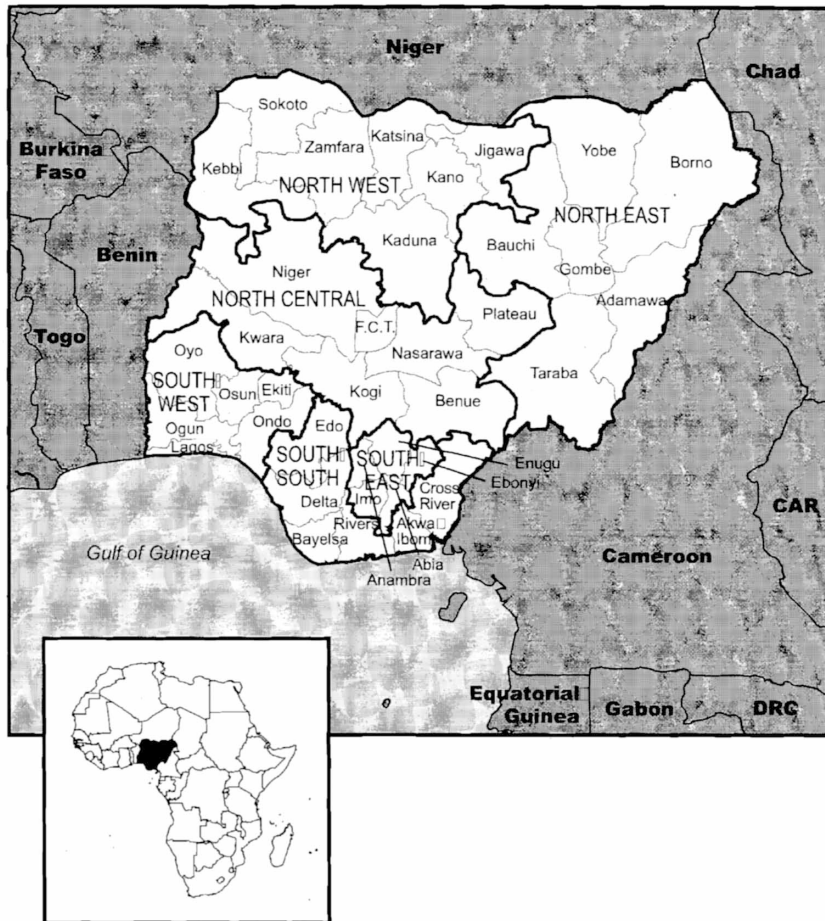 Niger
Chad
Sokoto
Katsina
Zamfara
Jigawa
Yobe
Burkina
Faso
Kebbi
Kano
Borno
NORTH WEST
NORTH EAST
Kaduna
Bauchi
Benin
Niger
Gombe
NORTH CENTRAL
Adamawa
F.C.T.
Plateau
Togo
Kwara
Nasarawa
Oyo
Taraba
SOUTH
WEST
Osun
Ekiti
Kogi
Benue
Ogun
Ondo
Edo
Lagos
SOUTH
SOUTH
SOUTH
EAST
Enugu
Ebonyi
Cross
River
Delta
Imo
CAR
Rivers
Akwa
Ibom
Bayelsa
Gulf of Guinea
Cameroon
Abia
Anambra
Equatorial
Guinea
Gabon
DRC